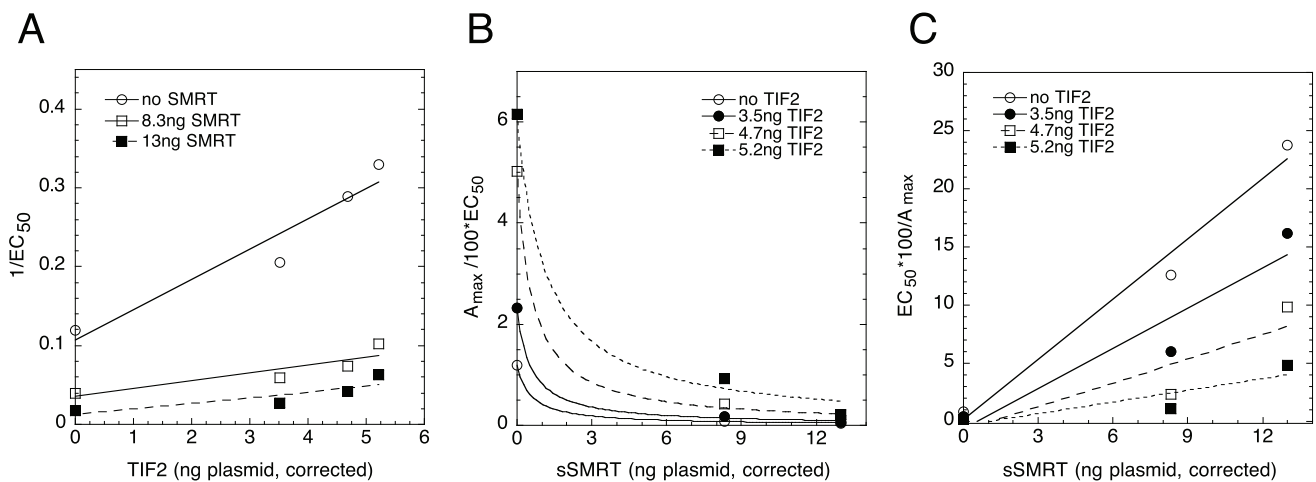 A
0.4
0.3
0.2
0.1
0
1/EC50
no SMRT
8.3ng SMRT
13ng SMRT
0 1 2 3 4 5 6
TIF2 (ng plasmid, corrected)
B
6
4
2
0
Amax/100*EC50
no TIF2
3.5ng TIF2
4.7ng TIF2
5.2ng TIF2
0 3 6 9 12
sSMRT (ng plasmid, corrected)
C
30
25
20
15
10
5
0
EC50*100/Amax
no TIF2
3.5ng TIF2
4.7ng TIF2
5.2ng TIF2
0 3 6 9 12
sSMRT (ng plasmid, corrected)